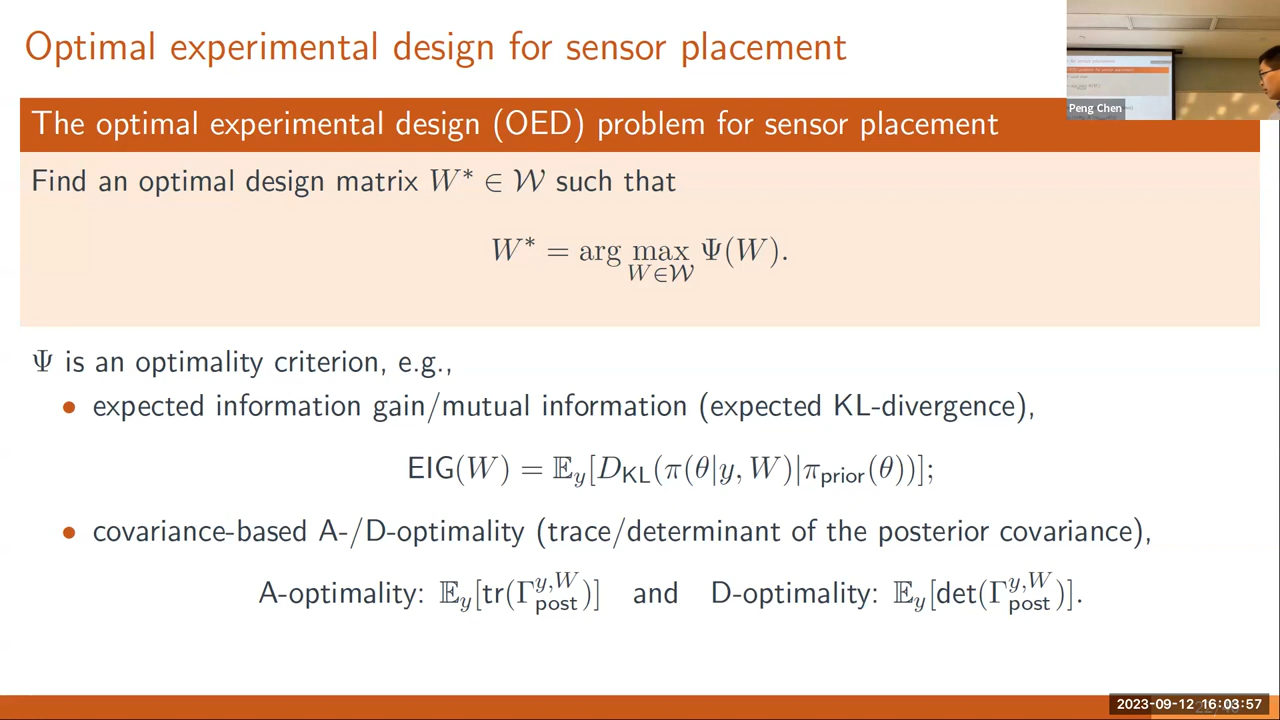 Optimal experimental design for sensor placement
Peng Chen
The optimal experimental design (OED) problem for sensor placement
Find an optimal design matrix W* ∈ 𝒲 such that
W* = arg max_{W∈𝒲} Ψ(W).
Ψ is an optimality criterion, e.g.,
• expected information gain/mutual information (expected KL-divergence),
EIG(W) = 𝔼_y[D_KL(π(θ|y, W)|π_prior(θ))];
• covariance-based A-/D-optimality (trace/determinant of the posterior covariance),
A-optimality: 𝔼_y[tr(Γ_post^{y,W})] and D-optimality: 𝔼_y[det(Γ_post^{y,W})].
2023-09-12 16:03:57